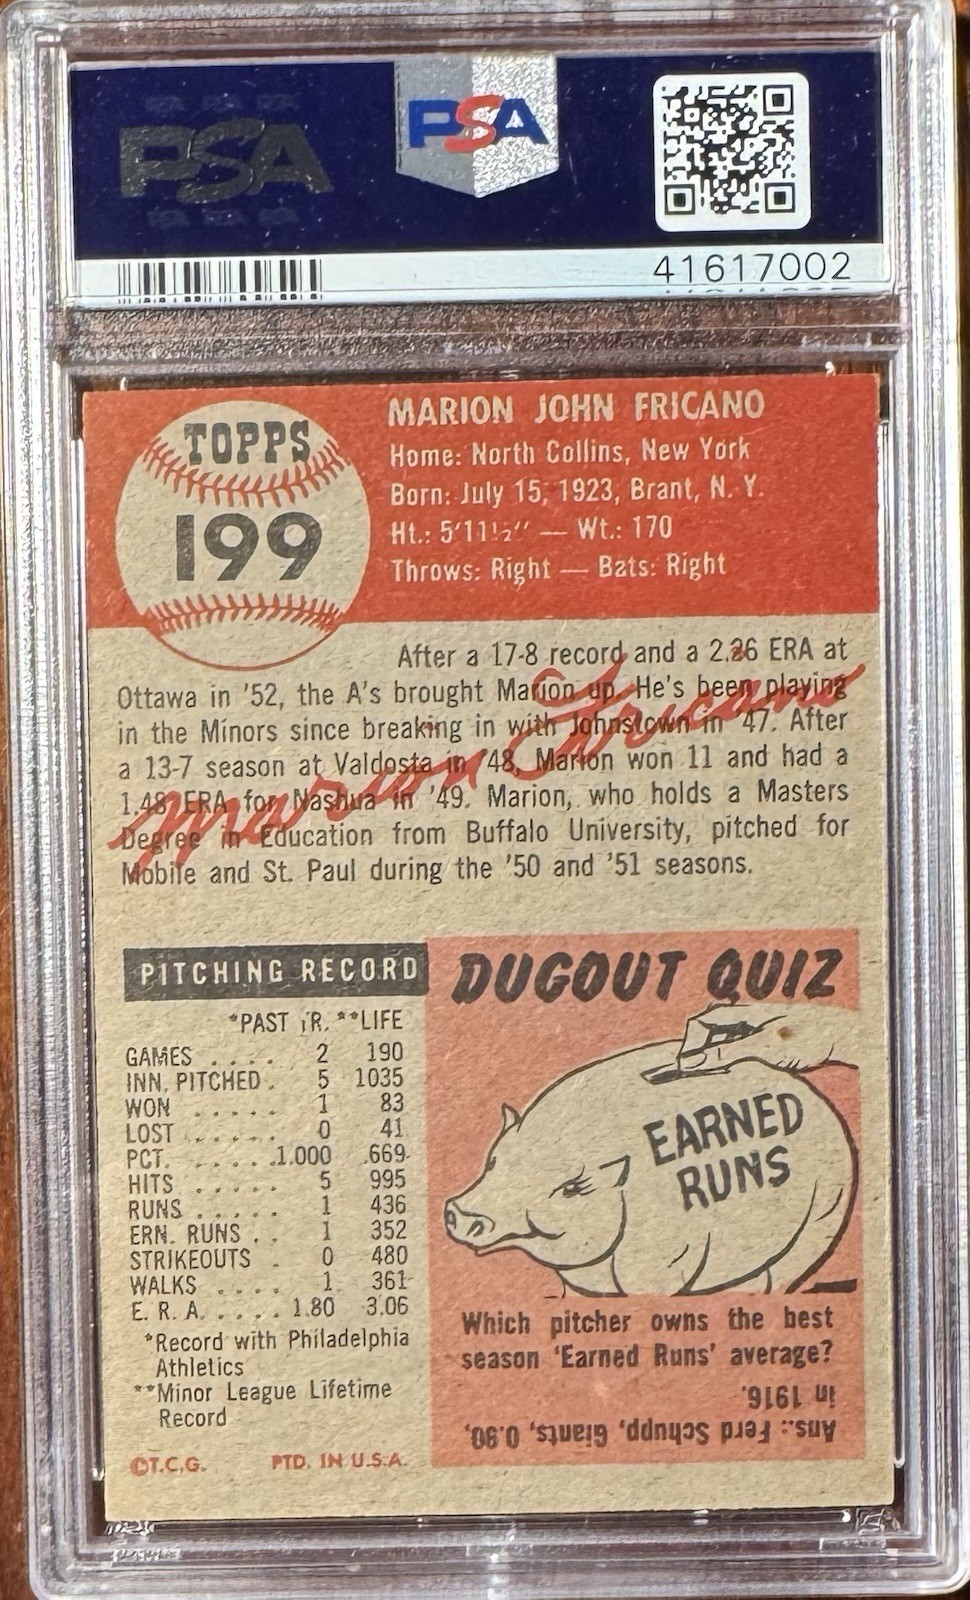 PSA
PSA
41617002
TOPPS
199
MARION JOHN FRICANO
Home: North Collins, New York
Born: July 15, 1923, Brant, N. Y.
Ht.: 5'11½" — Wt.: 170
Throws: Right — Bats: Right
After a 17-8 record and a 2.26 ERA at
Ottawa in '52, the A's brought Marion up. He's been playing
in the Minors since breaking in with Johnstown in '47. After
a 13-7 season at Valdosta in '48, Marion won 11 and had a
1.48 ERA for Nashua in '49. Marion, who holds a Masters
Degree in Education from Buffalo University, pitched for
Mobile and St. Paul during the '50 and '51 seasons.
Marion Fricano
PITCHING RECORD
*PAST YR. **LIFE
GAMES .... 2 190
INN. PITCHED . 5 1035
WON ..... 1 83
LOST ..... 0 41
PCT. .....1.000 .669
HITS ..... 5 995
RUNS ..... 1 436
ERN. RUNS .. 1 352
STRIKEOUTS . 0 480
WALKS .... 1 361
E. R. A. .... 1.80 3.06
*Record with Philadelphia
Athletics
**Minor League Lifetime
Record
©T.C.G. PTD. IN U.S.A.
DUGOUT QUIZ
EARNED
RUNS
Which pitcher owns the best
season 'Earned Runs' average?
Ans.: Ferd Schupp, Giants, 0.90,
in 1916.